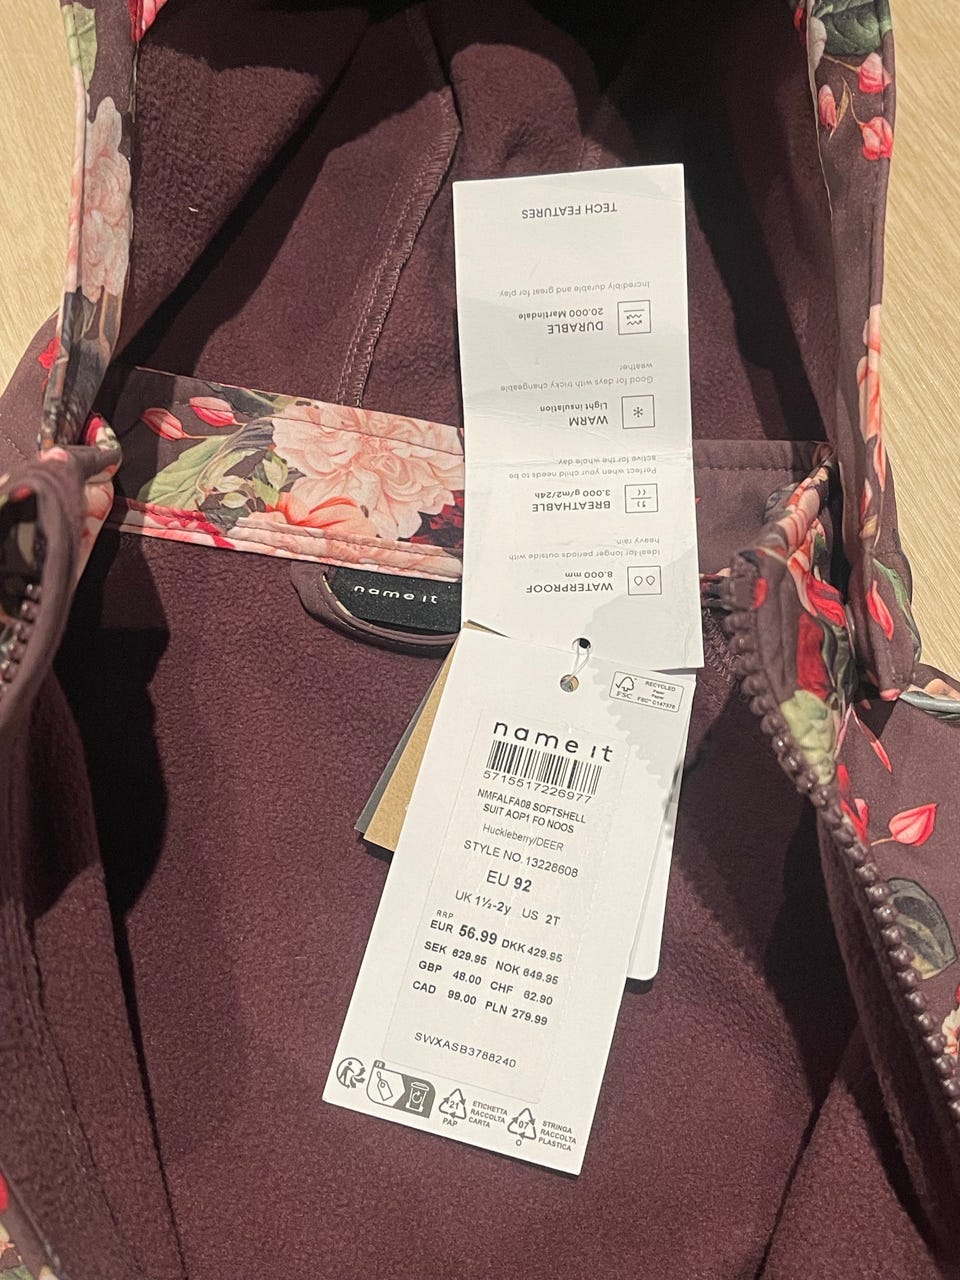 TECH FEATURES
WATERPROOF
8.000 mm
Ideal for longer periods outside with
heavy rain.
BREATHABLE
3.000 g/m2/24h
Perfect when your child needs to be
active for the whole day.
WARM
Light insulation
Good for days with tricky changeable
weather
DURABLE
20.000 Martindale
Incredibly durable and great for play.
name it
FSC
RECYCLED
Paper
Paper
FSC® C147378
name it
5715517226977
NMFALFA08 SOFTSHELL
SUIT AOP1 FO NOOS
Huckleberry/DEER
STYLE NO. 13228608
EU 92
UK 1½-2y US 2T
RRP
EUR 56.99 DKK 429.95
SEK 629.95 NOK 649.95
GBP 48.00 CHF 62.90
CAD 99.00 PLN 279.99
SWXASB3788240
21
PAP
ETICHETTA
RACCOLTA
CARTA
07
O
STRINGA
RACCOLTA
PLASTICA